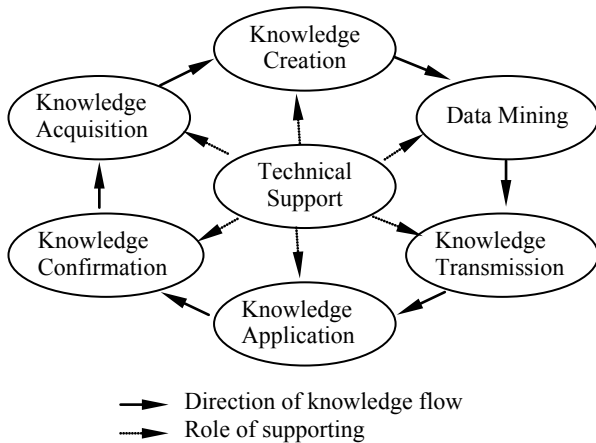 Knowledge
Creation
Knowledge
Acquisition
Data Mining
Technical
Support
Knowledge
Confirmation
Knowledge
Transmission
Knowledge
Application
Direction of knowledge flow
Role of supporting